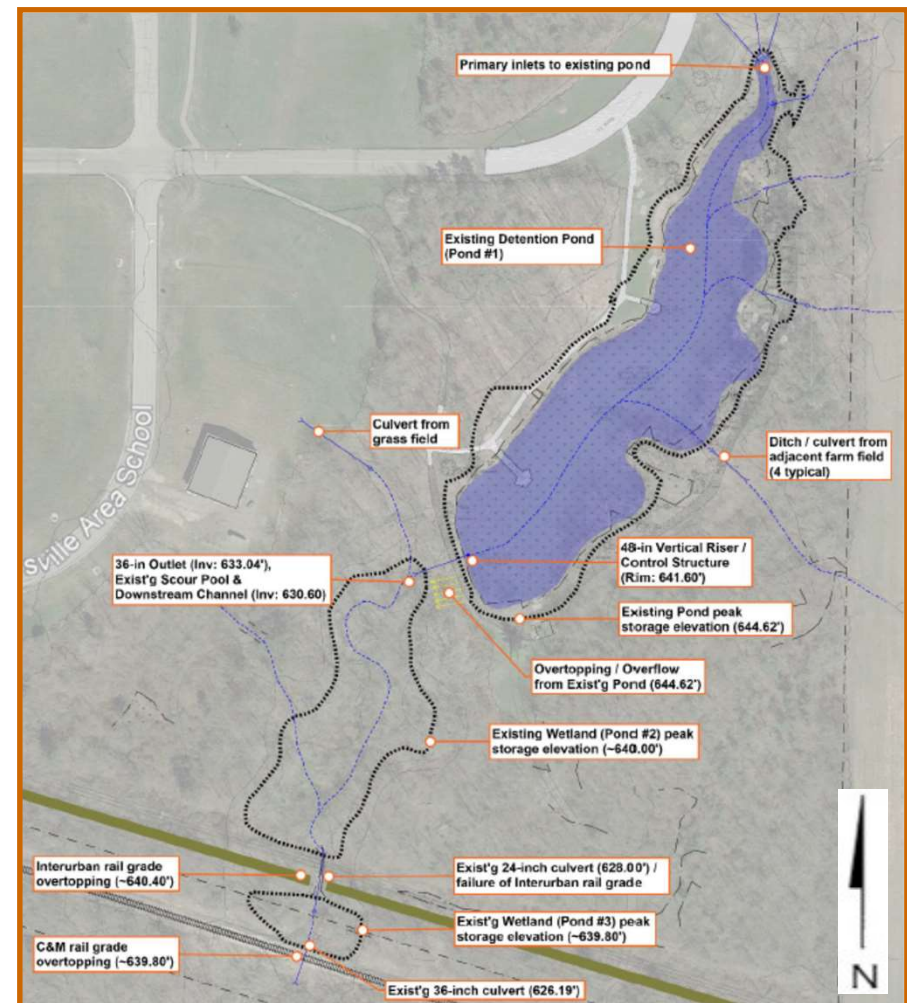 Primary inlets to existing pond
Existing Detention Pond
(Pond #1)
Culvert from
grass field
Ditch / culvert from
adjacent farm field
(4 typical)
sville Area School
36-in Outlet (Inv: 633.04'),
Exist'g Scour Pool &
Downstream Channel (Inv: 630.60)
48-in Vertical Riser /
Control Structure
(Rim: 641.60')
Existing Pond peak
storage elevation (644.62')
Overtopping / Overflow
from Exist'g Pond (644.62')
Existing Wetland (Pond #2) peak
storage elevation (~640.00')
Interurban rail grade
overtopping (~640.40')
Exist'g 24-inch culvert (628.00') /
failure of Interurban rail grade
Exist'g Wetland (Pond #3) peak
storage elevation (~639.80')
C&M rail grade
overtopping (~639.80')
Exist'g 36-inch culvert (626.19')
N